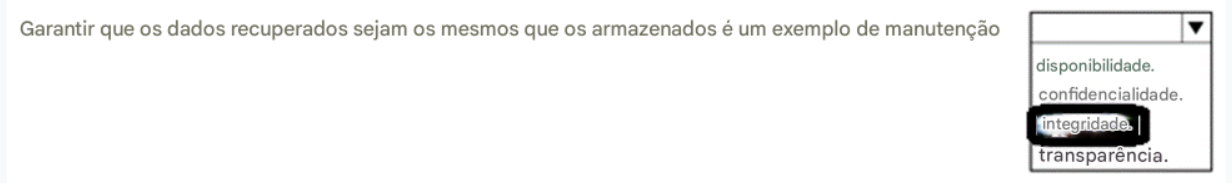 Garantir que os dados recuperados sejam os mesmos que os armazenados é um exemplo de manutenção
disponibilidade.
confidencialidade.
integridade.
transparência.